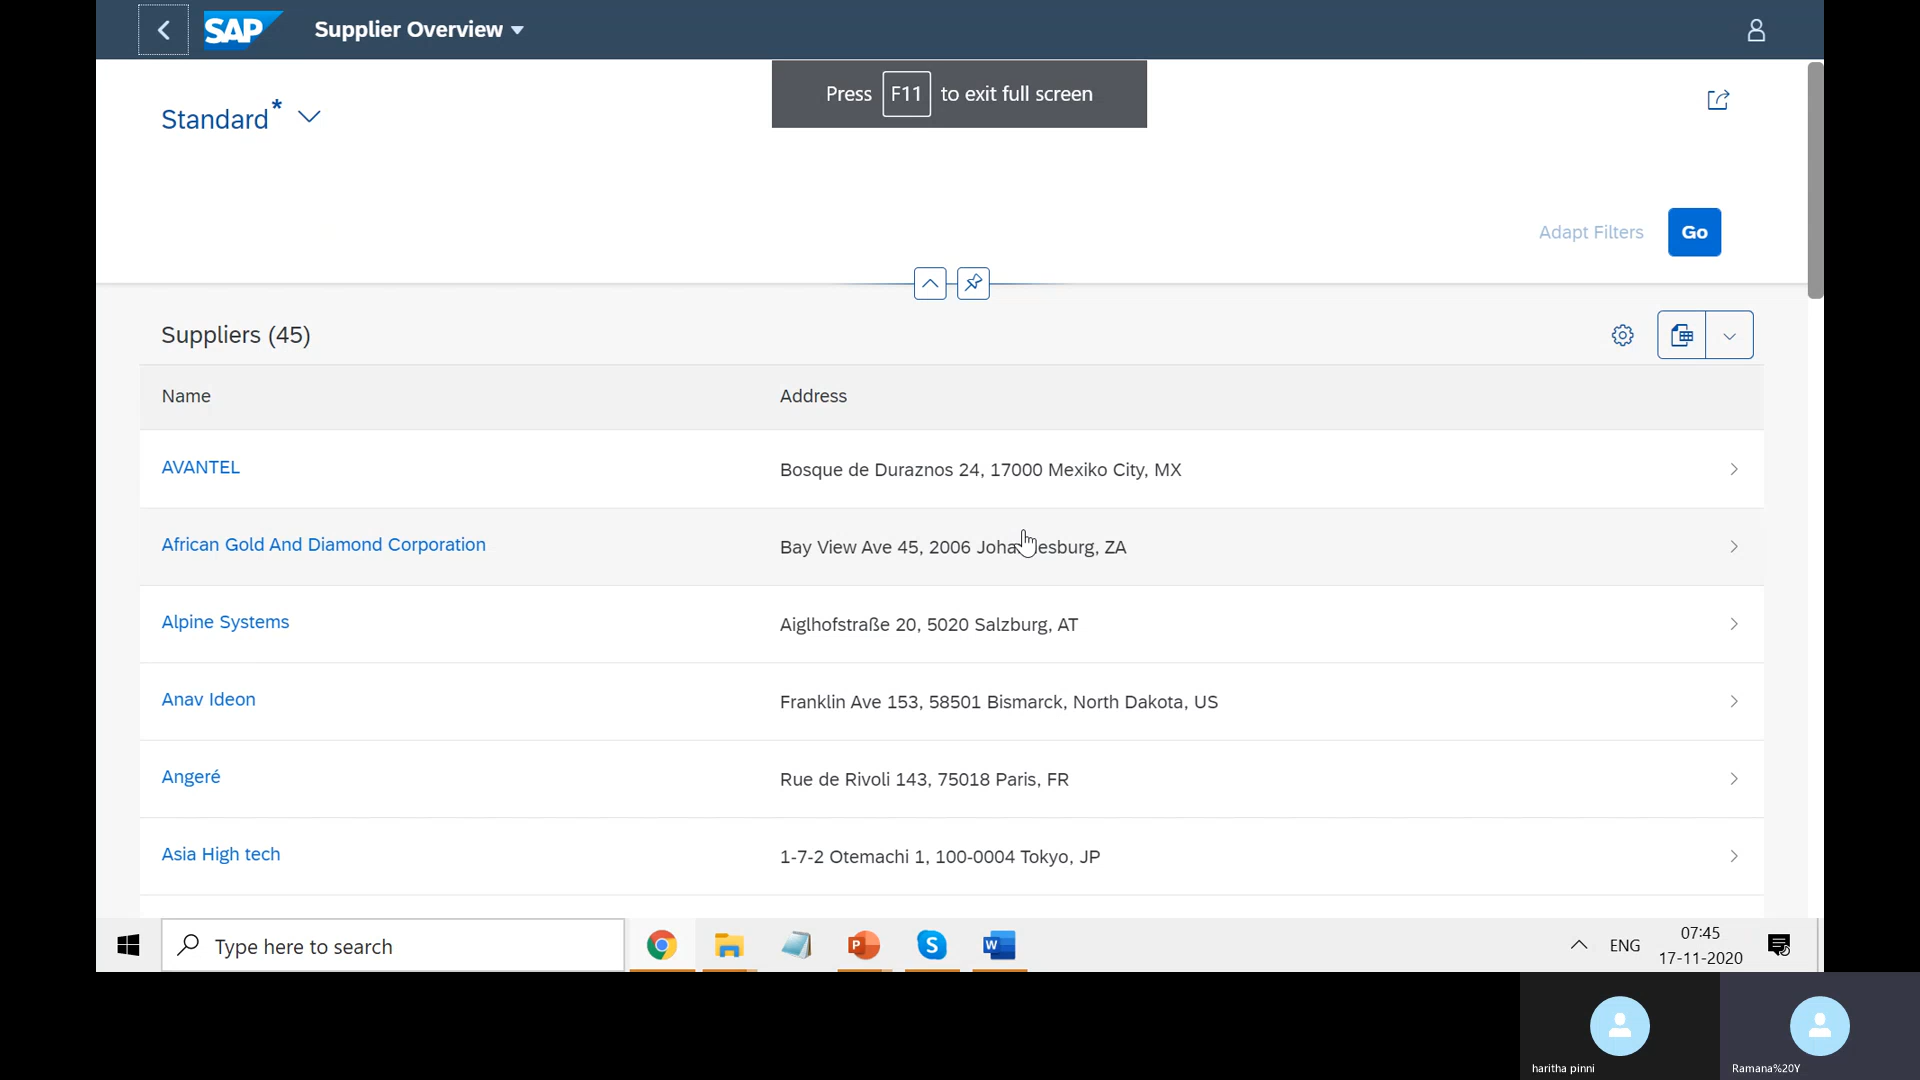 SAP Supplier Overview
Press F11 to exit full screen
Standard*
Adapt Filters Go
Suppliers (45)
Name Address
AVANTEL Bosque de Duraznos 24, 17000 Mexiko City, MX
African Gold And Diamond Corporation Bay View Ave 45, 2006 ZA
Alpine Systems Aiglhofstraße 20, 5020 Salzburg, AT
Anav Ideon Franklin Ave 153, 58501 Bismarck, North Dakota, US
Angeré Rue de Rivoli 143, 75018 Paris, FR
Asia High tech 1-7-2 Otemachi 1, 100-0004 Tokyo, JP
Type here to search
P S W
ENG
07:45
17-11-2020
haritha pinni Ramana%20Y